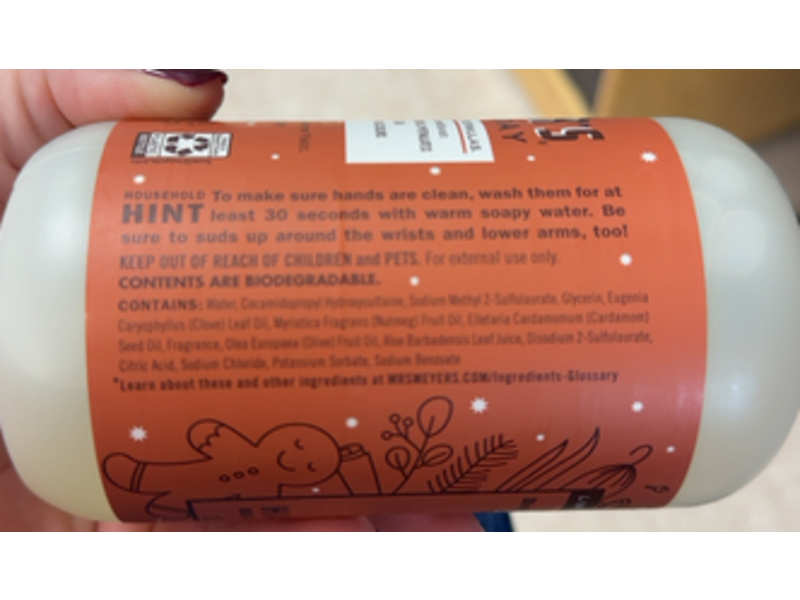 HOUSEHOLD
HINT To make sure hands are clean, wash them for at
least 30 seconds with warm soapy water. Be
sure to suds up around the wrists and lower arms, too!
KEEP OUT OF REACH OF CHILDREN and PETS. For external use only.
CONTENTS ARE BIODEGRADABLE.
CONTAINS: Water, Cocamidopropyl Hydroxysultaine, Sodium Methyl 2-Sulfolaurate, Glycerin, Eugenia
Caryophyllus (Clove) Leaf Oil, Myristica Fragrans (Nutmeg) Fruit Oil, Elletaria Cardamomum (Cardamom)
Seed Oil, Fragrance, Olea Europaea (Olive) Fruit Oil, Aloe Barbadensis Leaf Juice, Disodium 2-Sulfolaurate,
Citric Acid, Sodium Chloride, Potassium Sorbate, Sodium Benzoate
*Learn about these and other ingredients at MRSMEYERS.COM/Ingredients-Glossary